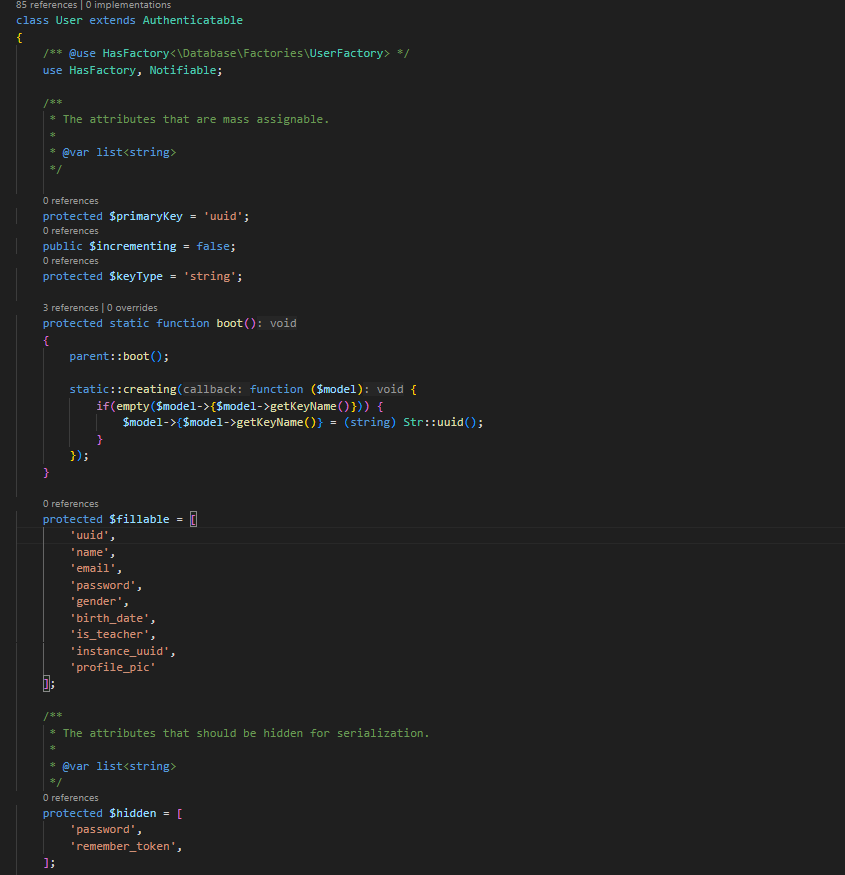 85 references | 0 implementations
class User extends Authenticatable
{
/** @use HasFactory<\Database\Factories\UserFactory> */
use HasFactory, Notifiable;
/**
* The attributes that are mass assignable.
*
* @var list<string>
*/
0 references
protected $primaryKey = 'uuid';
0 references
public $incrementing = false;
0 references
protected $keyType = 'string';
3 references | 0 overrides
protected static function boot(): void
{
parent::boot();
static::creating(callback: function ($model): void {
if(empty($model->{$model->getKeyName()})) {
$model->{$model->getKeyName()} = (string) Str::uuid();
}
});
}
0 references
protected $fillable = [
'uuid',
'name',
'email',
'password',
'gender',
'birth_date',
'is_teacher',
'instance_uuid',
'profile_pic'
];
/**
* The attributes that should be hidden for serialization.
*
* @var list<string>
*/
0 references
protected $hidden = [
'password',
'remember_token',
];